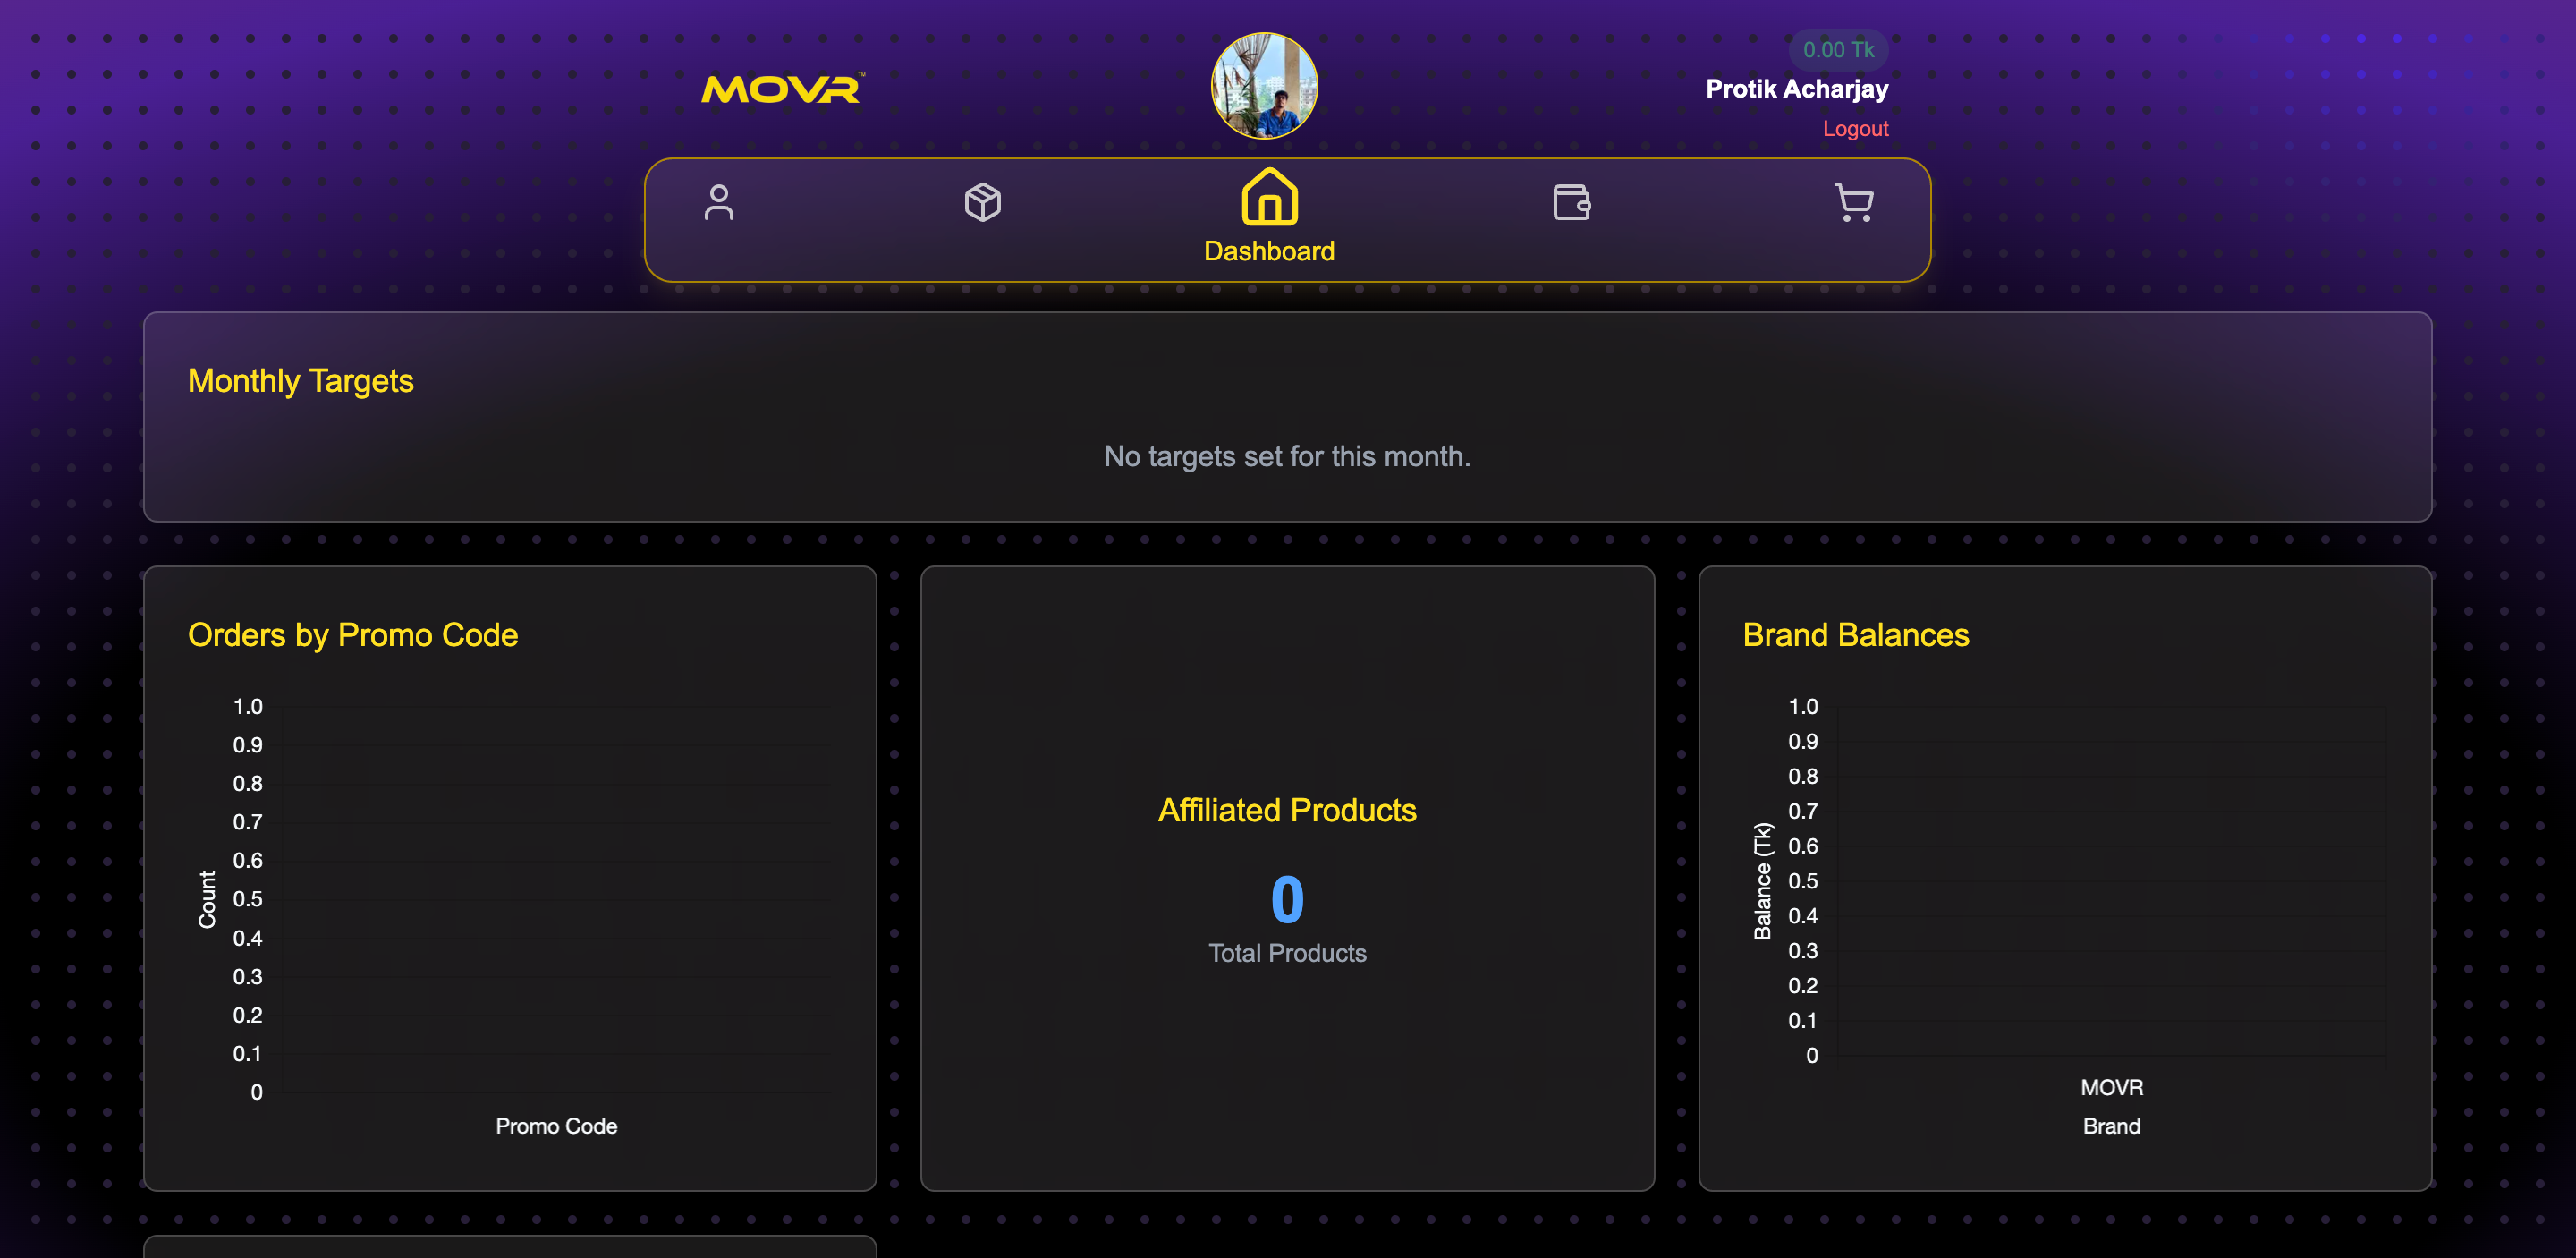 MOVR™
0.00 Tk
Protik Acharjay
Logout
Dashboard
Monthly Targets
No targets set for this month.
Orders by Promo Code
1.0
0.9
0.8
0.7
0.6
0.5
0.4
0.3
0.2
0.1
0
Count
Promo Code
Affiliated Products
0
Total Products
Brand Balances
1.0
0.9
0.8
0.7
0.6
0.5
0.4
0.3
0.2
0.1
0
Balance (Tk)
MOVR
Brand